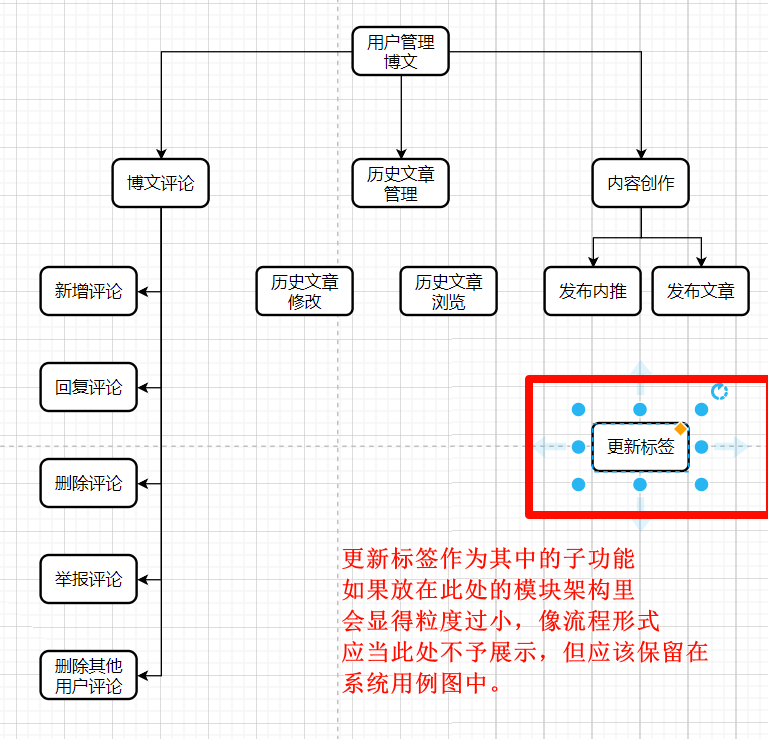 用户管理
博文
博文评论
历史文章
管理
内容创作
新增评论
历史文章
修改
历史文章
浏览
发布内推
发布文章
回复评论
更新标签
删除评论
举报评论
删除其他
用户评论
更新标签作为其中的子功能
如果放在此处的模块架构里
会显得粒度过小，像流程形式
应当此处不予展示，但应该保留在
系统用例图中。